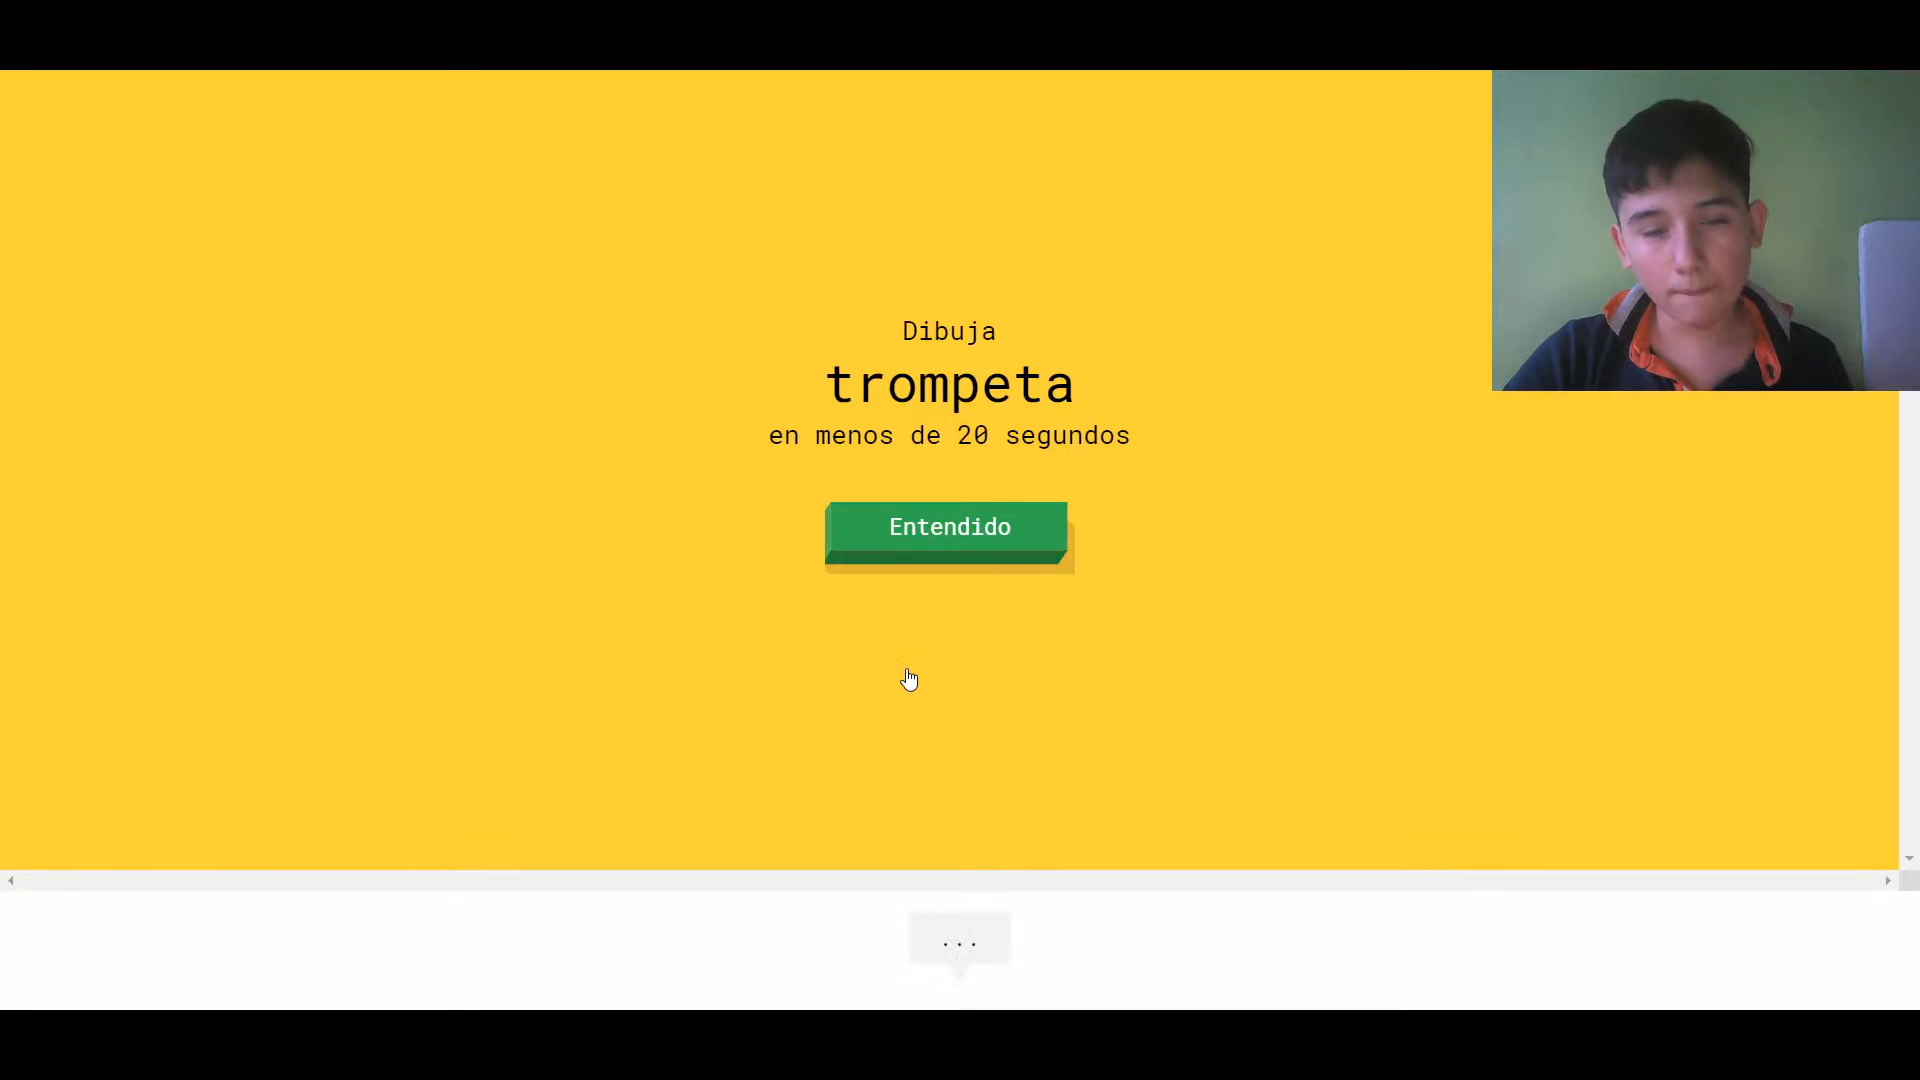 Dibuja
trompeta
en menos de 20 segundos
Entendido
...